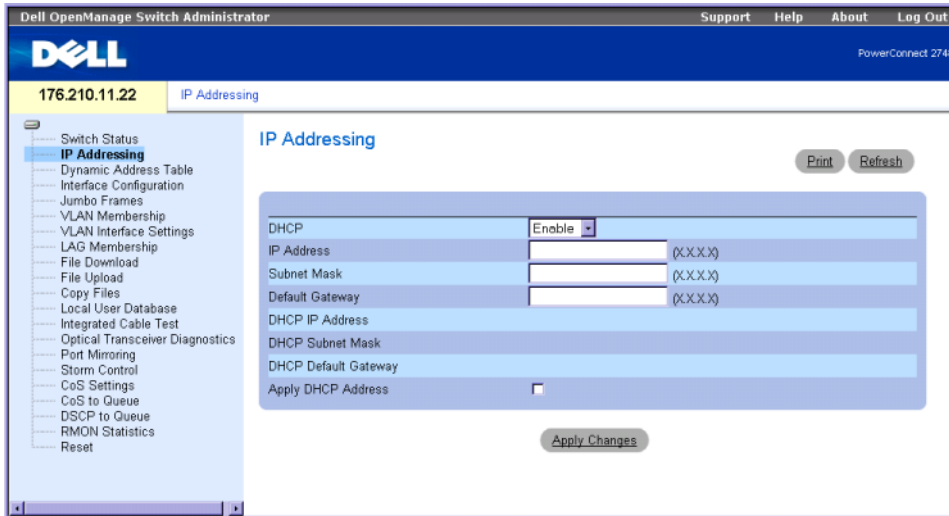 Dell OpenManage Switch Administrator
Support Help About Log Out
DELL
PowerConnect 2748
176.210.11.22
IP Addressing
Switch Status
IP Addressing
Dynamic Address Table
Interface Configuration
Jumbo Frames
VLAN Membership
VLAN Interface Settings
LAG Membership
File Download
File Upload
Copy Files
Local User Database
Integrated Cable Test
Optical Transceiver Diagnostics
Port Mirroring
Storm Control
CoS Settings
CoS to Queue
DSCP to Queue
RMON Statistics
Reset
IP Addressing
Print Refresh
DHCP Enable
IP Address (X.X.X.X)
Subnet Mask (X.X.X.X)
Default Gateway (X.X.X.X)
DHCP IP Address
DHCP Subnet Mask
DHCP Default Gateway
Apply DHCP Address
Apply Changes